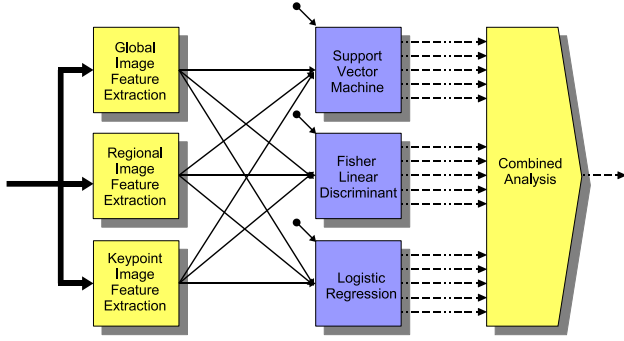 Global
Image
Feature
Extraction
Regional
Image
Feature
Extraction
Keypoint
Image
Feature
Extraction
Support
Vector
Machine
Fisher
Linear
Discriminant
Logistic
Regression
Combined
Analysis